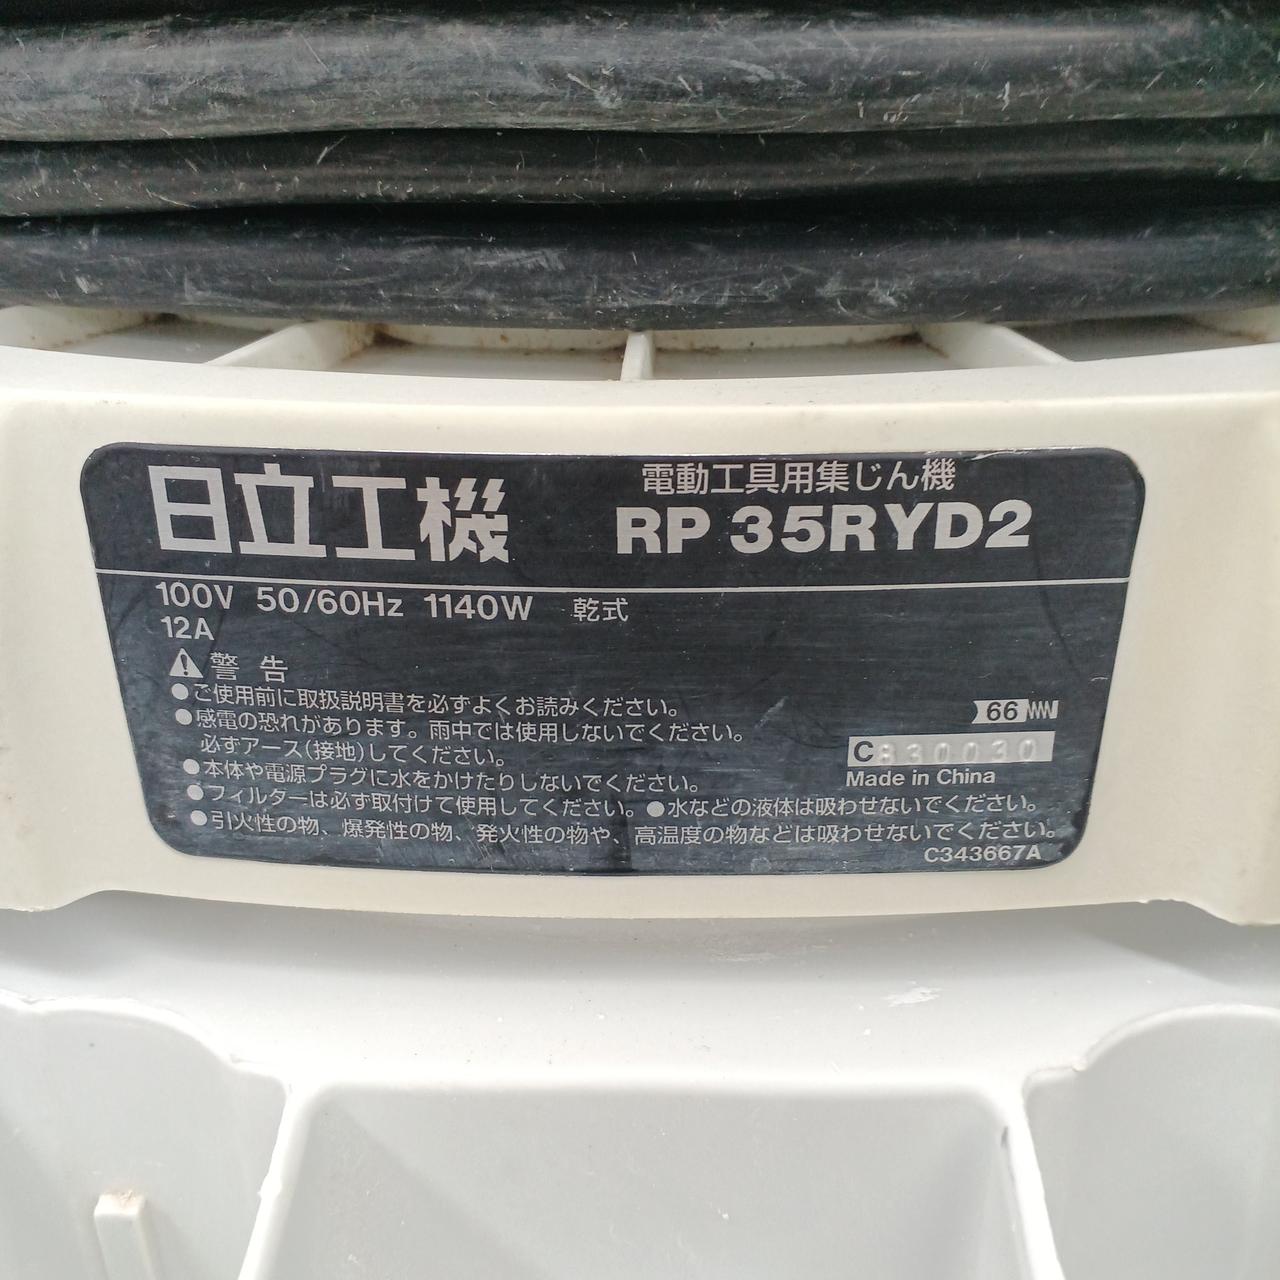 日立工機
電動工具用集じん機
RP 35RYD2
100V 50/60Hz 1140W 乾式
12A
⚠警告
●ご使用前に取扱説明書を必ずよくお読みください。
●感電の恐れがあります。雨中では使用しないでください。
必ずアース(接地)してください。
●本体や電源プラグに水をかけたりしないでください。
●フィルターは必ず取付けて使用してください。●水などの液体は吸わせないでください。
●引火性の物、爆発性の物、発火性の物や、高温度の物などは吸わせないでください。
66
C830030
Made in China
C343667A